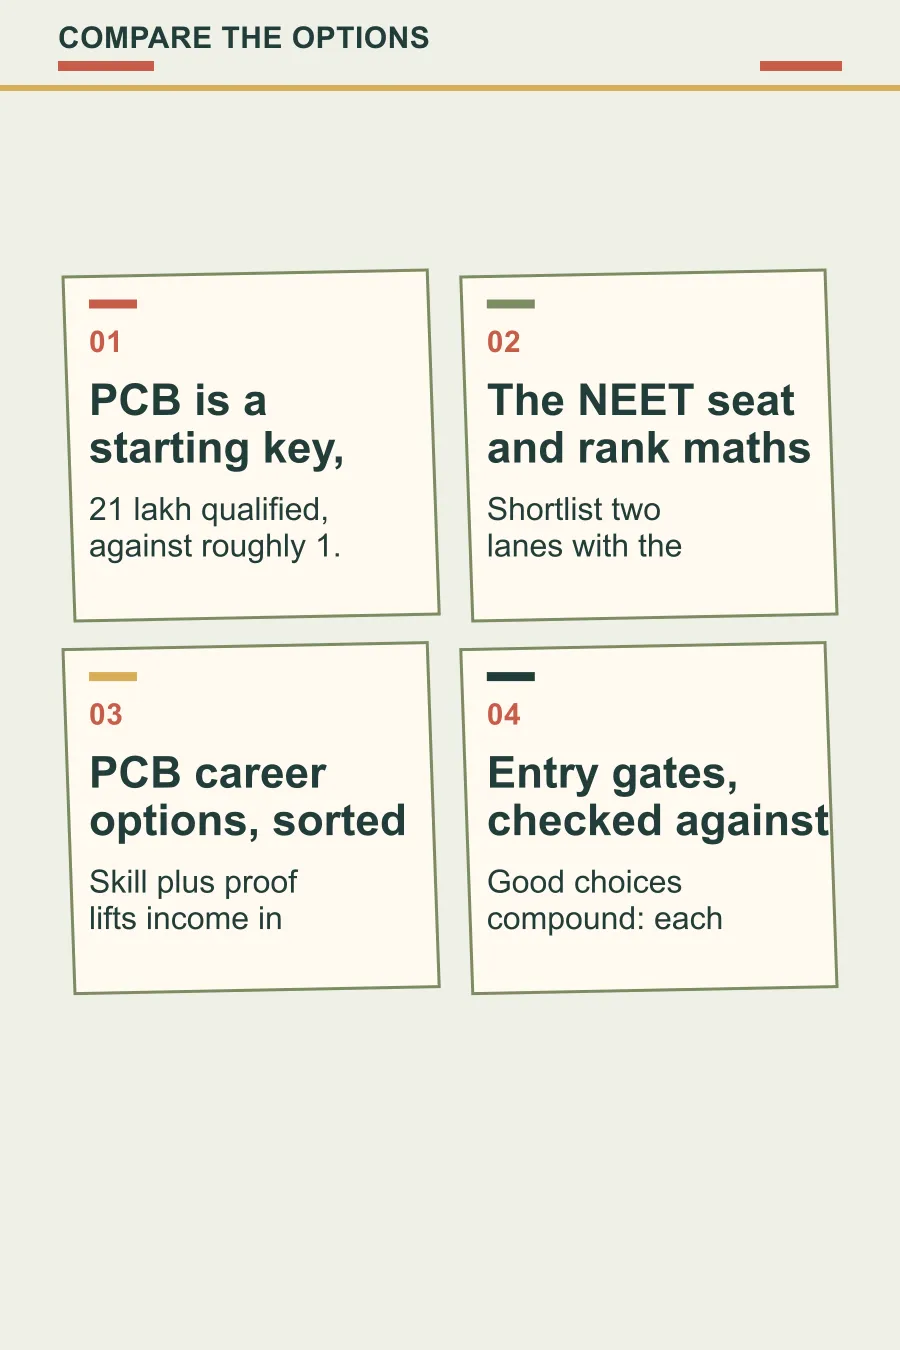 COMPARE THE OPTIONS
01
PCB is a
starting key,
21 lakh qualified,
against roughly 1.
02
The NEET seat
and rank maths
Shortlist two
lanes with the
03
PCB career
options, sorted
Skill plus proof
lifts income in
04
Entry gates,
checked against
Good choices
compound: each